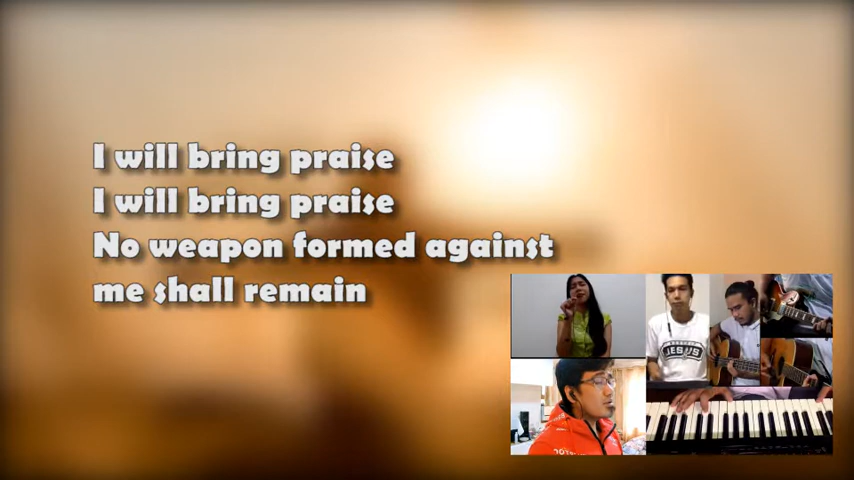 I will bring praise
I will bring praise
No weapon formed against
me shall remain
JESUS